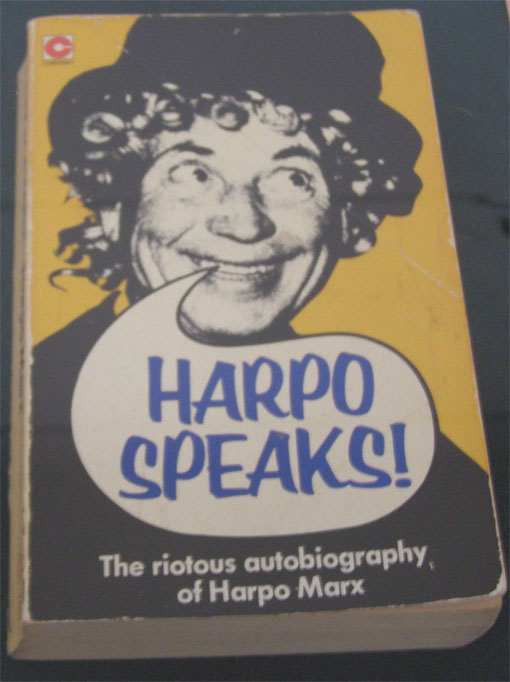 HARPO
SPEAKS!
The riotous autobiography
of Harpo Marx